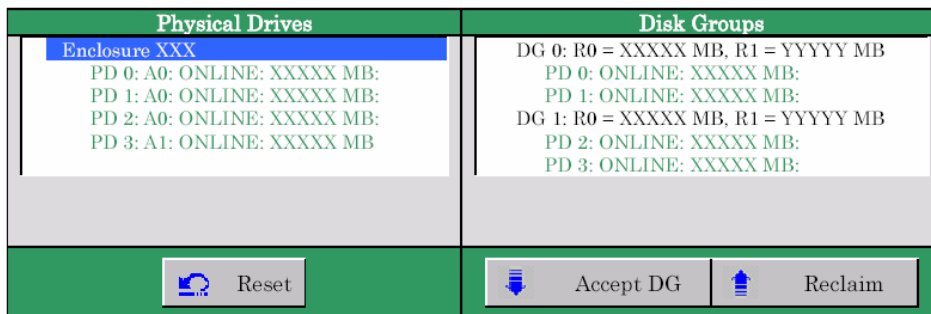 Physical Drives
Enclosure XXX
PD 0: A0: ONLINE: XXXXX MB:
PD 1: A0: ONLINE: XXXXX MB:
PD 2: A0: ONLINE: XXXXX MB:
PD 3: A1: ONLINE: XXXXX MB
Reset
Disk Groups
DG 0: R0 = XXXXX MB, R1 = YYYYY MB
PD 0: ONLINE: XXXXX MB:
PD 1: ONLINE: XXXXX MB:
DG 1: R0 = XXXXX MB, R1 = YYYYY MB
PD 2: ONLINE: XXXXX MB:
PD 3: ONLINE: XXXXX MB:
Accept DG
Reclaim